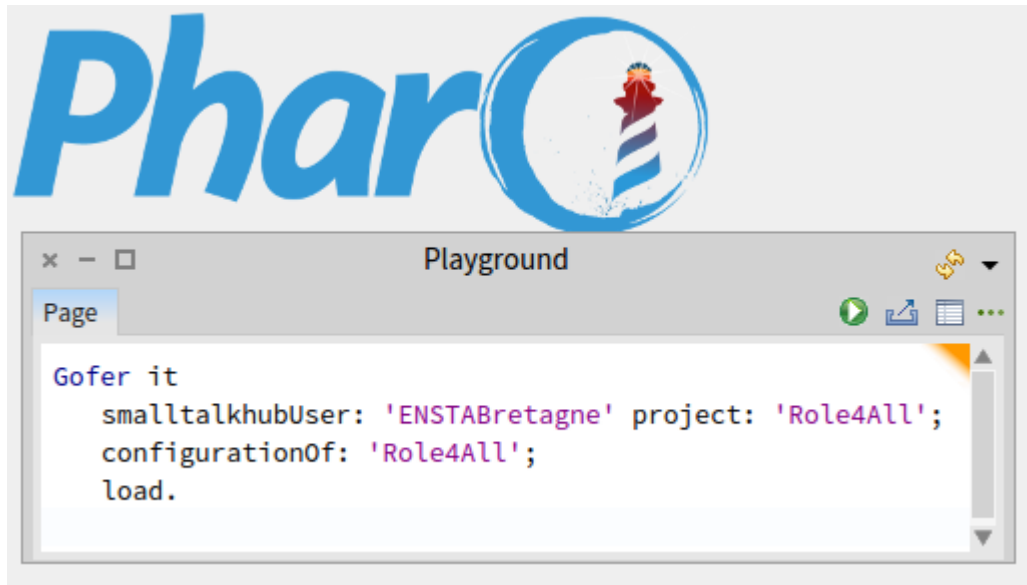 Pharo
Playground
Page
Gofer it
smalltalkhubUser: 'ENSTABretagne' project: 'Role4All';
configurationOf: 'Role4All';
load.